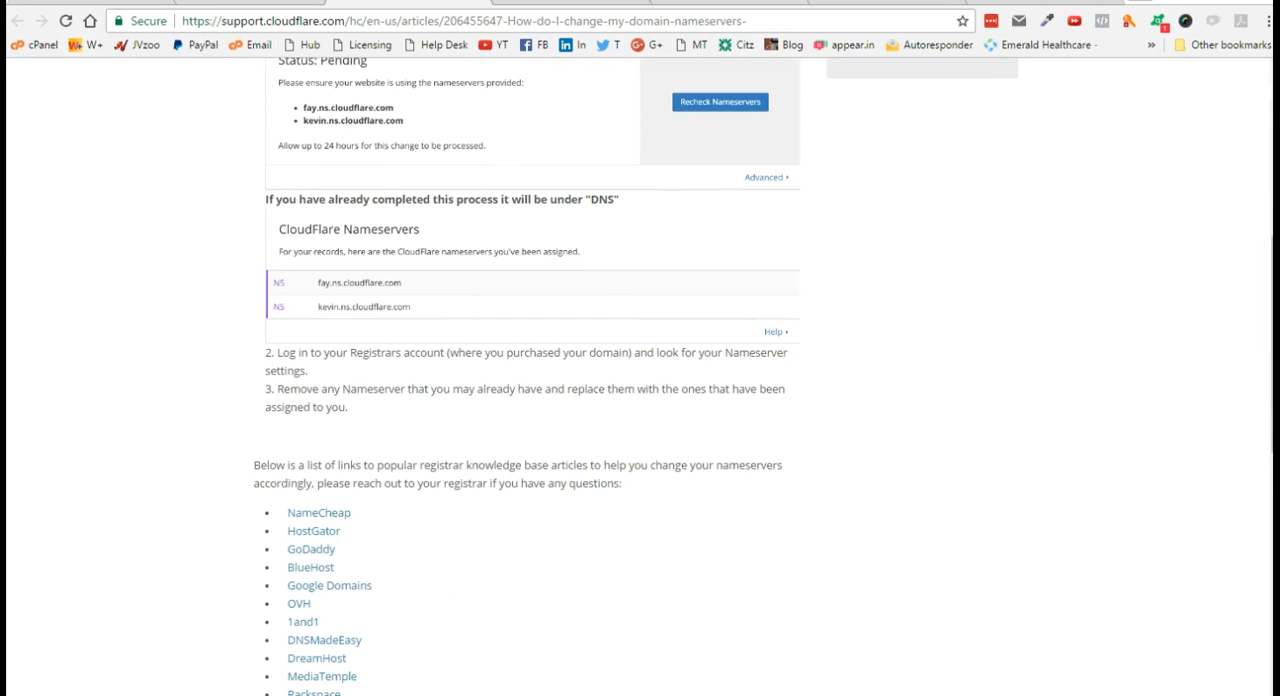 Secure https://support.cloudflare.com/hc/en-us/articles/206455647-How-do-I-change-my-domain-nameservers-
cPanel W+ JVzoo PayPal Email Hub Licensing Help Desk YT FB In T G+ MT Citz Blog appear.in Autoresponder Emerald Healthcare - » Other bookmarks
Status: Pending
Please ensure your website is using the nameservers provided:
• fay.ns.cloudflare.com
• kevin.ns.cloudflare.com
Recheck Nameservers
Allow up to 24 hours for this change to be processed.
Advanced
If you have already completed this process it will be under "DNS"
CloudFlare Nameservers
For your records, here are the CloudFlare nameservers you've been assigned.
NS fay.ns.cloudflare.com
NS kevin.ns.cloudflare.com
Help
2. Log in to your Registrars account (where you purchased your domain) and look for your Nameserver
settings.
3. Remove any Nameserver that you may already have and replace them with the ones that have been
assigned to you.
Below is a list of links to popular registrar knowledge base articles to help you change your nameservers
accordingly, please reach out to your registrar if you have any questions:
• NameCheap
• HostGator
• GoDaddy
• BlueHost
• Google Domains
• OVH
• 1and1
• DNSMadeEasy
• DreamHost
• MediaTemple
• Rackspace